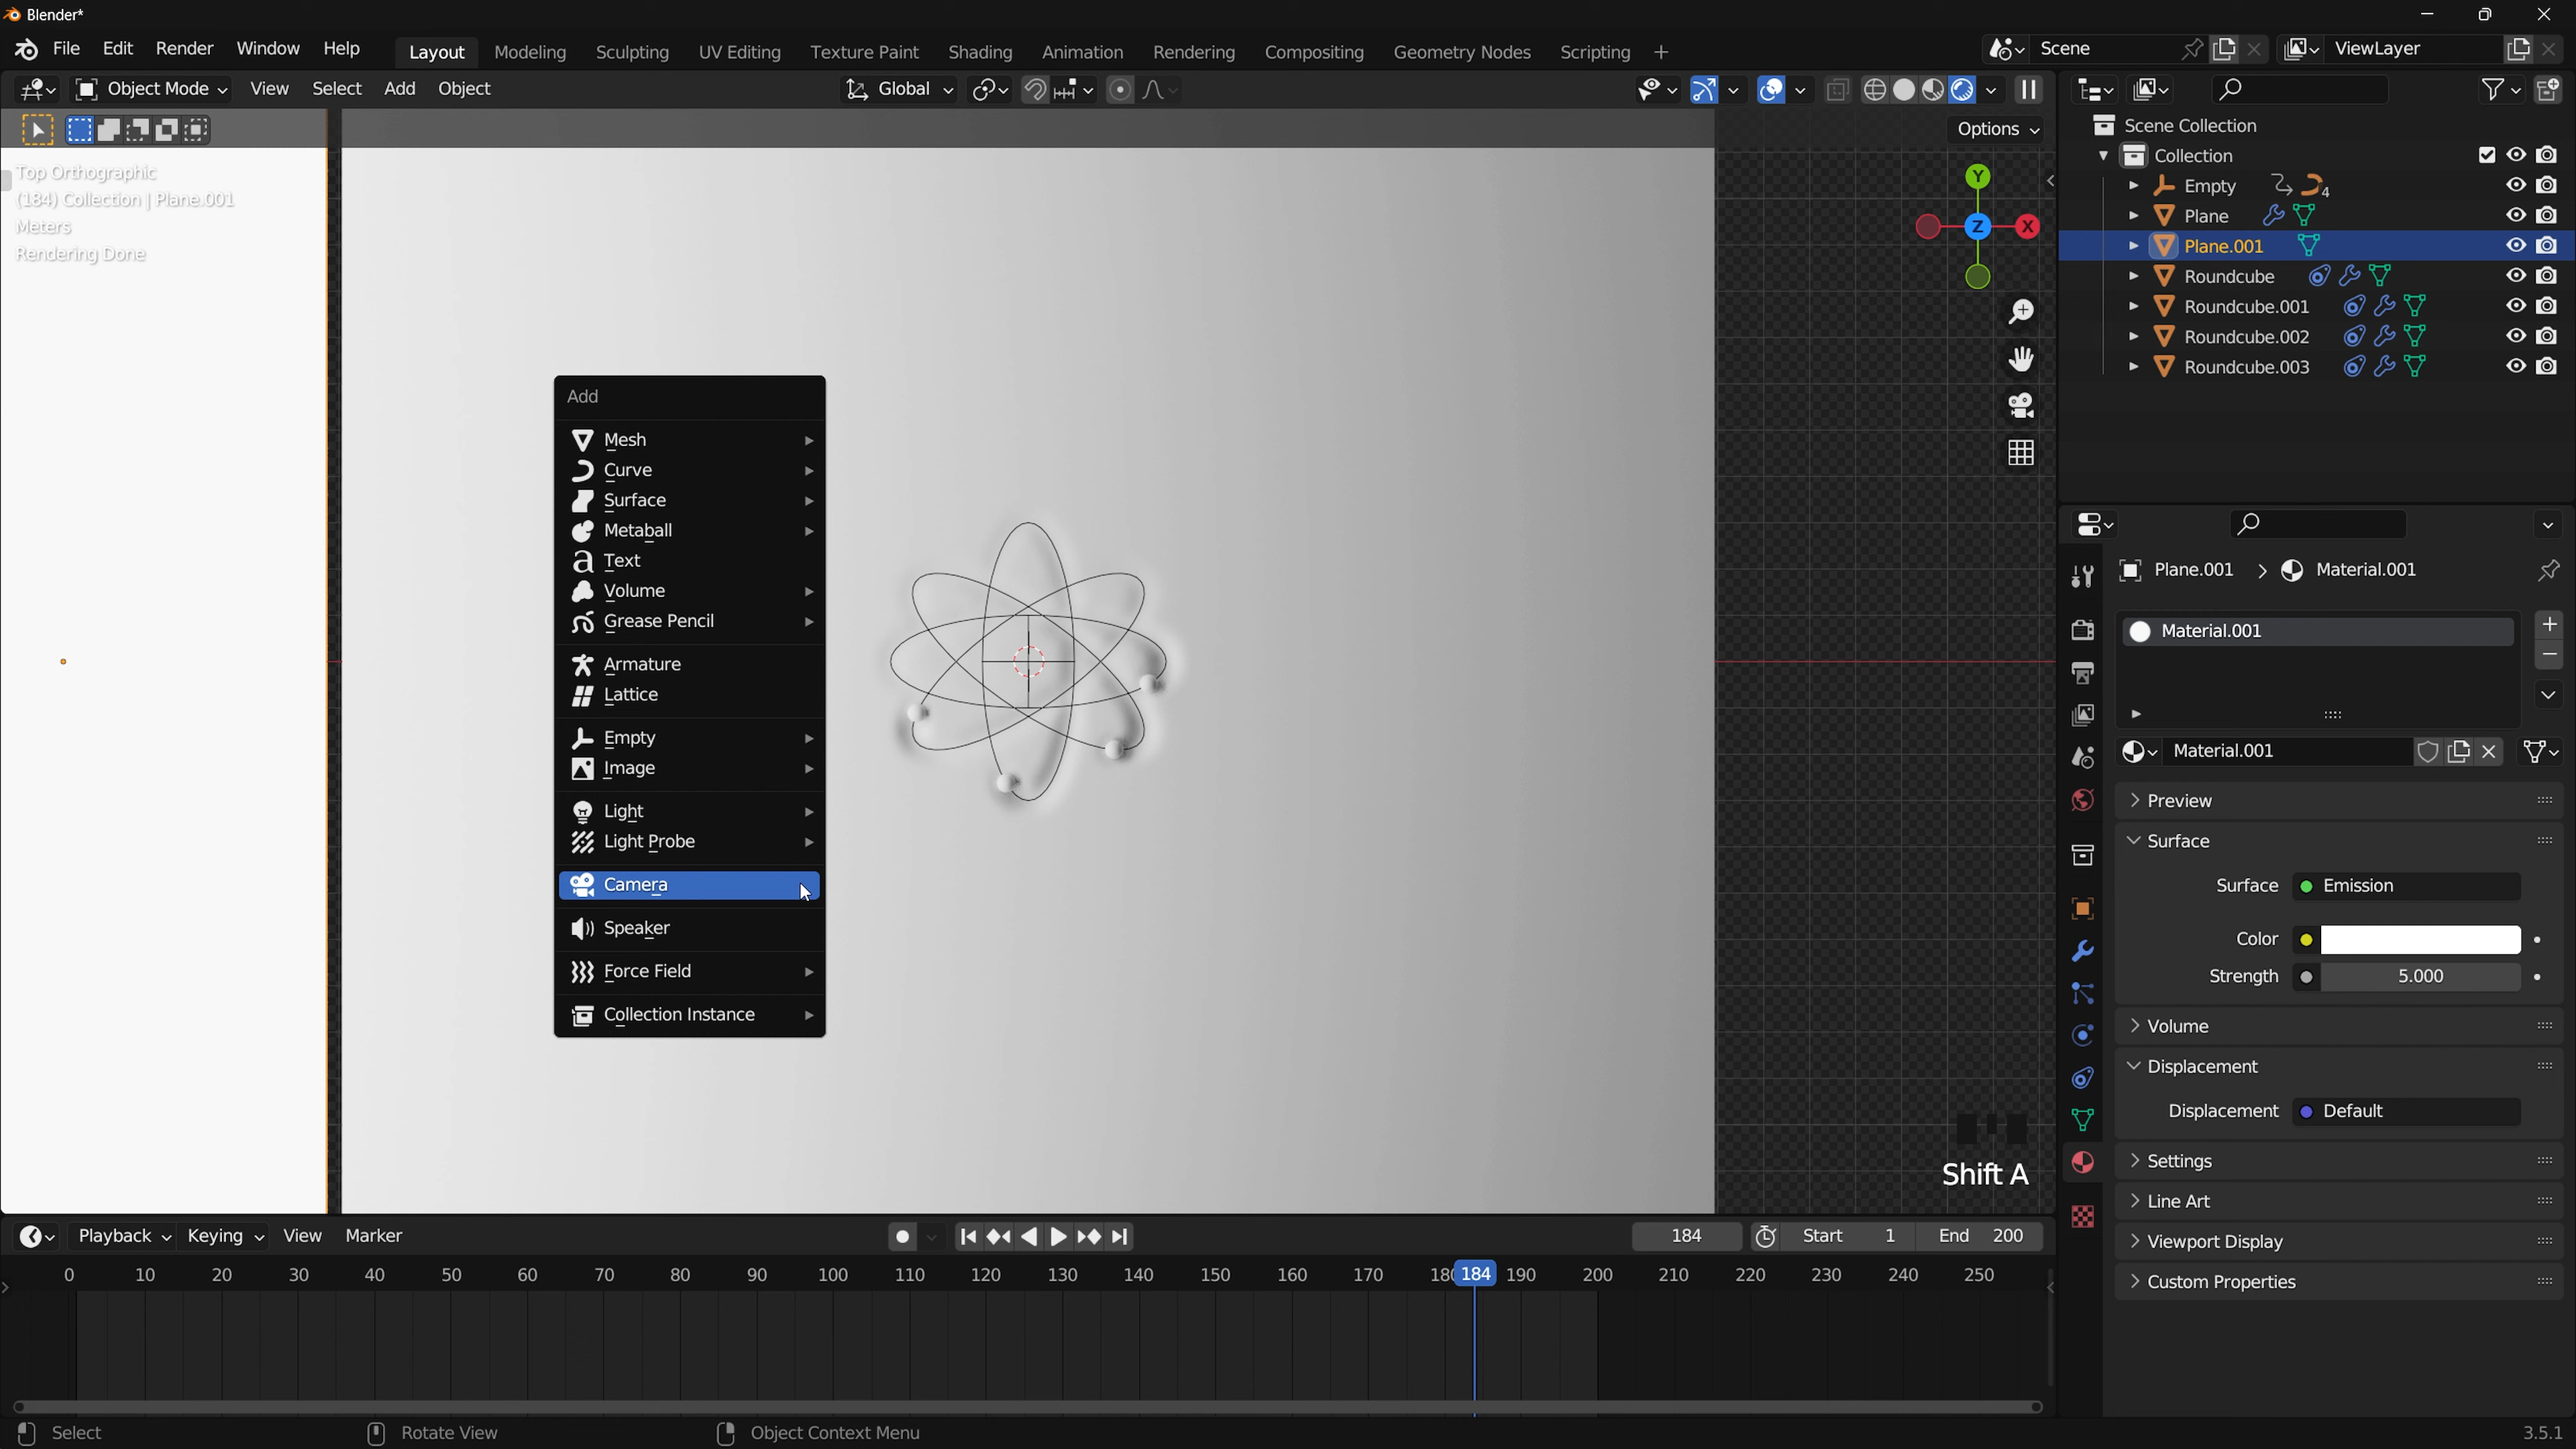 Blender*
File Edit Render Window Help Layout Modeling Sculpting UV Editing Texture Paint Shading Animation Rendering Compositing Geometry Nodes Scripting + Scene ViewLayer
Object Mode View Select Add Object Global
Options
Top Orthographic
(184) Collection | Plane.001
Meters
Rendering Done
Y
Z
X
Scene Collection
Collection
Empty 4
Plane
Plane.001
Roundcube
Roundcube.001
Roundcube.002
Roundcube.003
Add
Mesh
Curve
Surface
Metaball
Text
Volume
Grease Pencil
Armature
Lattice
Empty
Image
Light
Light Probe
Camera
Speaker
Force Field
Collection Instance
Shift A
Plane.001 > Material.001
Material.001
Material.001
Preview
Surface
Surface Emission
Color
Strength 5.000
Volume
Displacement
Displacement Default
Settings
Line Art
Viewport Display
Custom Properties
Playback Keying View Marker 184 Start 1 End 200
0 10 20 30 40 50 60 70 80 90 100 110 120 130 140 150 160 170 180 184 190 200 210 220 230 240 250
Select Rotate View Object Context Menu 3.5.1